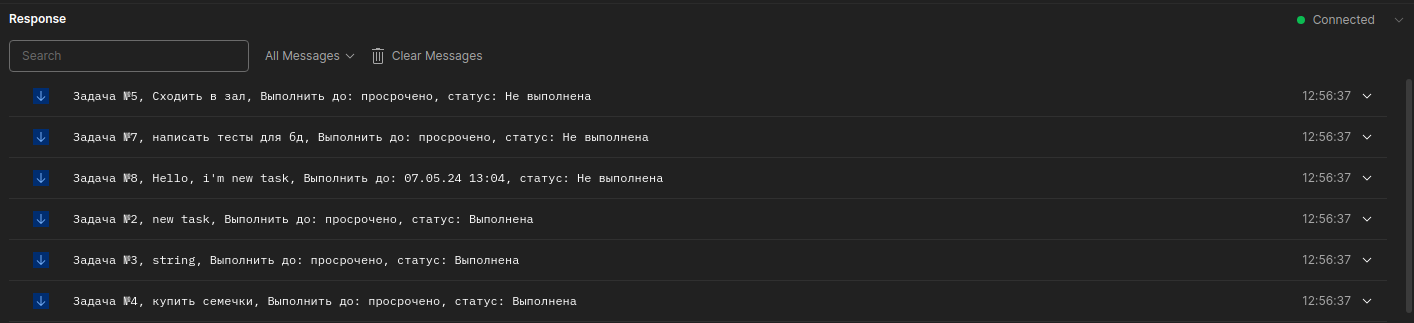 Response
Connected
Search
All Messages
Clear Messages
Задача №5, Сходить в зал, Выполнить до: просрочено, статус: Не выполнена 12:56:37
Задача №7, написать тесты для бд, Выполнить до: просрочено, статус: Не выполнена 12:56:37
Задача №8, Hello, i'm new task, Выполнить до: 07.05.24 13:04, статус: Не выполнена 12:56:37
Задача №2, new task, Выполнить до: просрочено, статус: Выполнена 12:56:37
Задача №3, string, Выполнить до: просрочено, статус: Выполнена 12:56:37
Задача №4, купить семечки, Выполнить до: просрочено, статус: Выполнена 12:56:37